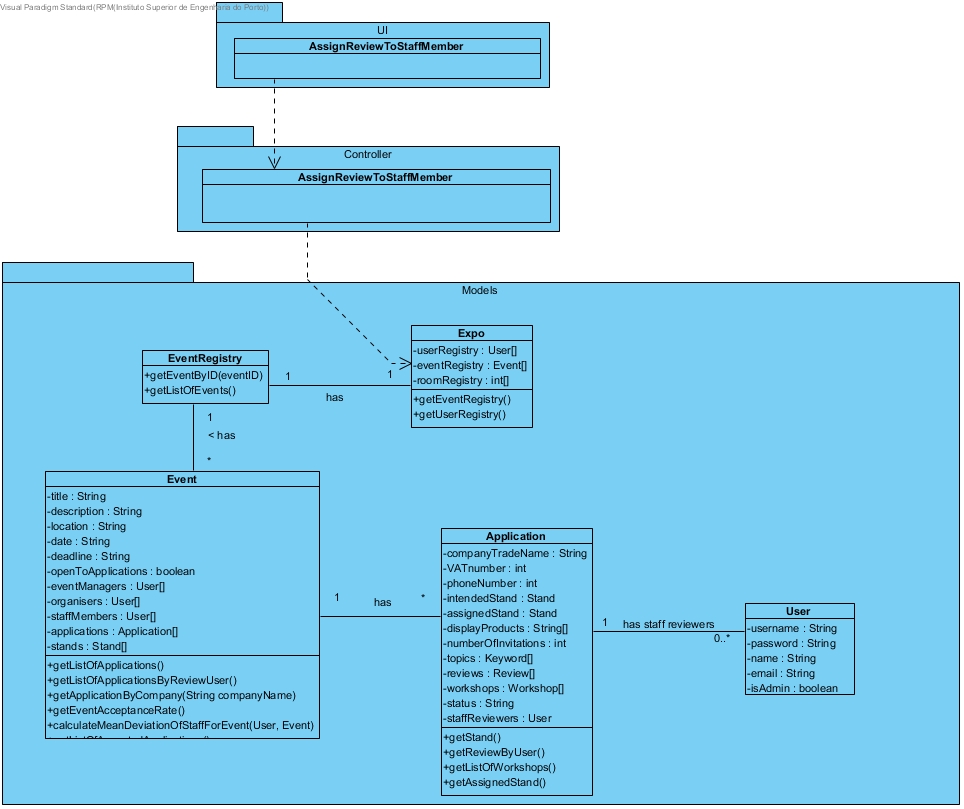 Visual Paradigm Standard(RPM(Instituto Superior de Engenharia do Porto))
UI
AssignReviewToStaffMember
Controller
AssignReviewToStaffMember
Models
Expo
-userRegistry : User[]
-eventRegistry : Event[]
-roomRegistry : int[]
+getEventRegistry()
+getUserRegistry()
EventRegistry
+getEventByID(eventID)
+getListOfEvents()
1
1
has
1
< has
*
Event
-title : String
-description : String
-location : String
-date : String
-deadline : String
-openToApplications : boolean
-eventManagers : User[]
-organisers : User[]
-staffMembers : User[]
-applications : Application[]
-stands : Stand[]
+getListOfApplications()
+getListOfApplicationsByReviewUser()
+getApplicationByCompany(String companyName)
+getEventAcceptanceRate()
+calculateMeanDeviationOfStaffForEvent(User, Event)
1
has
*
Application
-companyTradeName : String
-VATnumber : int
-phoneNumber : int
-intendedStand : Stand
-assignedStand : Stand
-displayProducts : String[]
-numberOfInvitations : int
-topics : Keyword[]
-reviews : Review[]
-workshops : Workshop[]
-status : String
-staffReviewers : User
+getStand()
+getReviewByUser()
+getListOfWorkshops()
+getAssignedStand()
1
has staff reviewers
0..*
User
-username : String
-password : String
-name : String
-email : String
-isAdmin : boolean